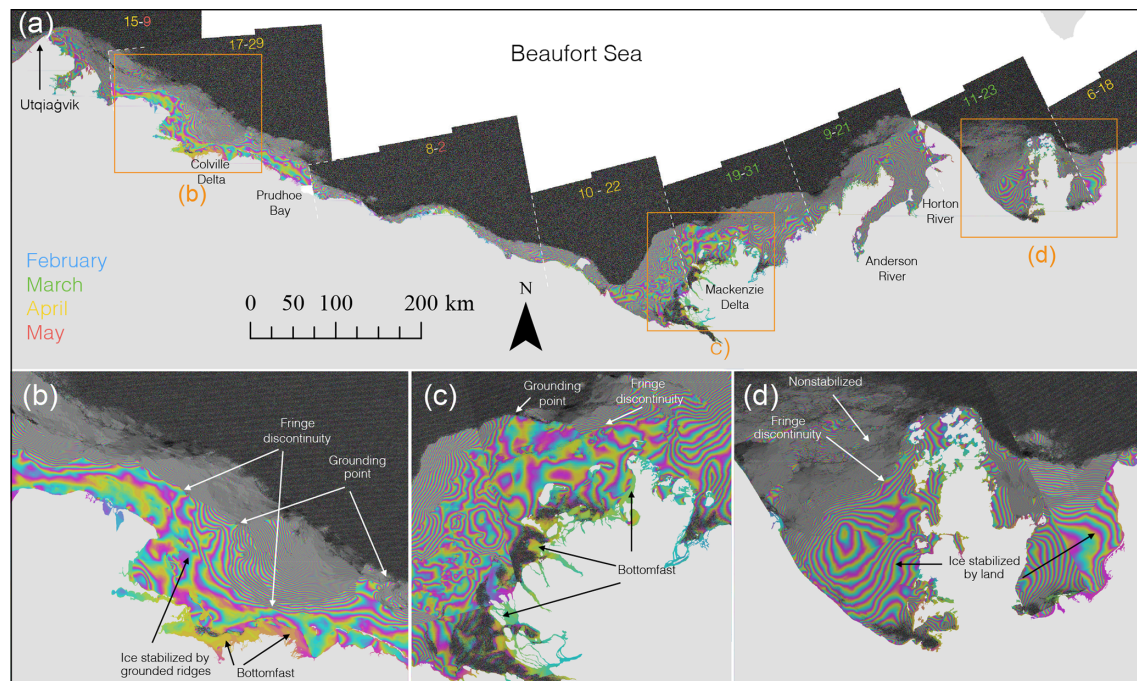 (a)
15-9
17-29
Beaufort Sea
Utqiaġvik
Colville
Delta
(b)
Prudhoe
Bay
8-2
10 - 22
19-31
9-21
11-23
6-18
Horton
River
Anderson
River
(d)
Mackenzie
Delta
c)
February
March
April
May
0 50 100 200 km
N
(b)
Fringe
discontinuity
Grounding
point
Ice stabilized by
grounded ridges
Bottomfast
(c)
Grounding
point
Fringe
discontinuity
Bottomfast
(d)
Nonstabilized
Fringe
discontinuity
Ice stabilized
by land